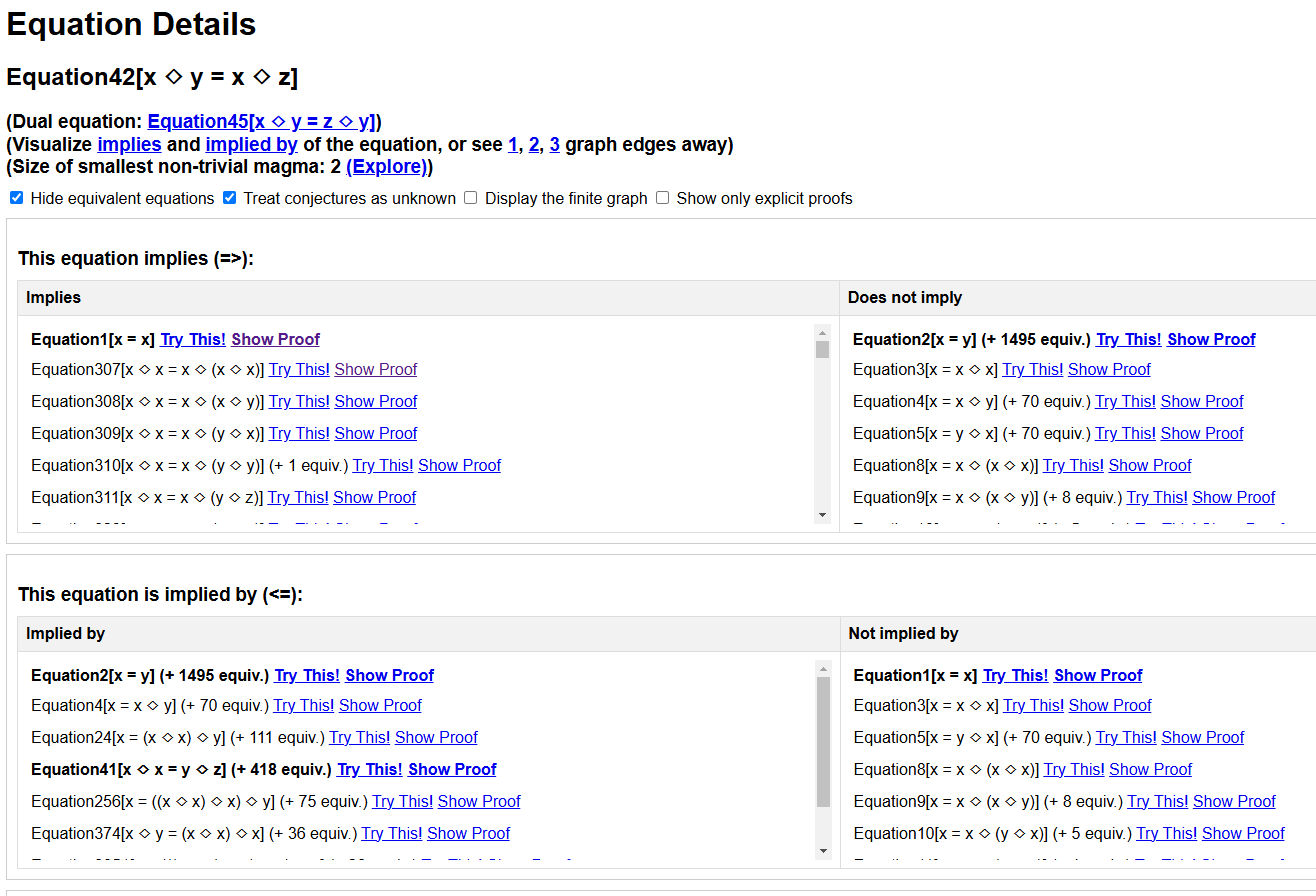 Equation Details
Equation42[x ◇ y = x ◇ z]
(Dual equation: Equation45[x ◇ y = z ◇ y])
(Visualize implies and implied by of the equation, or see 1, 2, 3 graph edges away)
(Size of smallest non-trivial magma: 2 (Explore))
Hide equivalent equations Treat conjectures as unknown Display the finite graph Show only explicit proofs
This equation implies (=>):
Implies
Equation1[x = x] Try This! Show Proof
Equation307[x ◇ x = x ◇ (x ◇ x)] Try This! Show Proof
Equation308[x ◇ x = x ◇ (x ◇ y)] Try This! Show Proof
Equation309[x ◇ x = x ◇ (y ◇ x)] Try This! Show Proof
Equation310[x ◇ x = x ◇ (y ◇ y)] (+ 1 equiv.) Try This! Show Proof
Equation311[x ◇ x = x ◇ (y ◇ z)] Try This! Show Proof
Does not imply
Equation2[x = y] (+ 1495 equiv.) Try This! Show Proof
Equation3[x = x ◇ x] Try This! Show Proof
Equation4[x = x ◇ y] (+ 70 equiv.) Try This! Show Proof
Equation5[x = y ◇ x] (+ 70 equiv.) Try This! Show Proof
Equation8[x = x ◇ (x ◇ x)] Try This! Show Proof
Equation9[x = x ◇ (x ◇ y)] (+ 8 equiv.) Try This! Show Proof
This equation is implied by (<=):
Implied by
Equation2[x = y] (+ 1495 equiv.) Try This! Show Proof
Equation4[x = x ◇ y] (+ 70 equiv.) Try This! Show Proof
Equation24[x = (x ◇ x) ◇ y] (+ 111 equiv.) Try This! Show Proof
Equation41[x ◇ x = y ◇ z] (+ 418 equiv.) Try This! Show Proof
Equation256[x = ((x ◇ x) ◇ x) ◇ y] (+ 75 equiv.) Try This! Show Proof
Equation374[x ◇ y = (x ◇ x) ◇ x] (+ 36 equiv.) Try This! Show Proof
Not implied by
Equation1[x = x] Try This! Show Proof
Equation3[x = x ◇ x] Try This! Show Proof
Equation5[x = y ◇ x] (+ 70 equiv.) Try This! Show Proof
Equation8[x = x ◇ (x ◇ x)] Try This! Show Proof
Equation9[x = x ◇ (x ◇ y)] (+ 8 equiv.) Try This! Show Proof
Equation10[x = x ◇ (y ◇ x)] (+ 5 equiv.) Try This! Show Proof